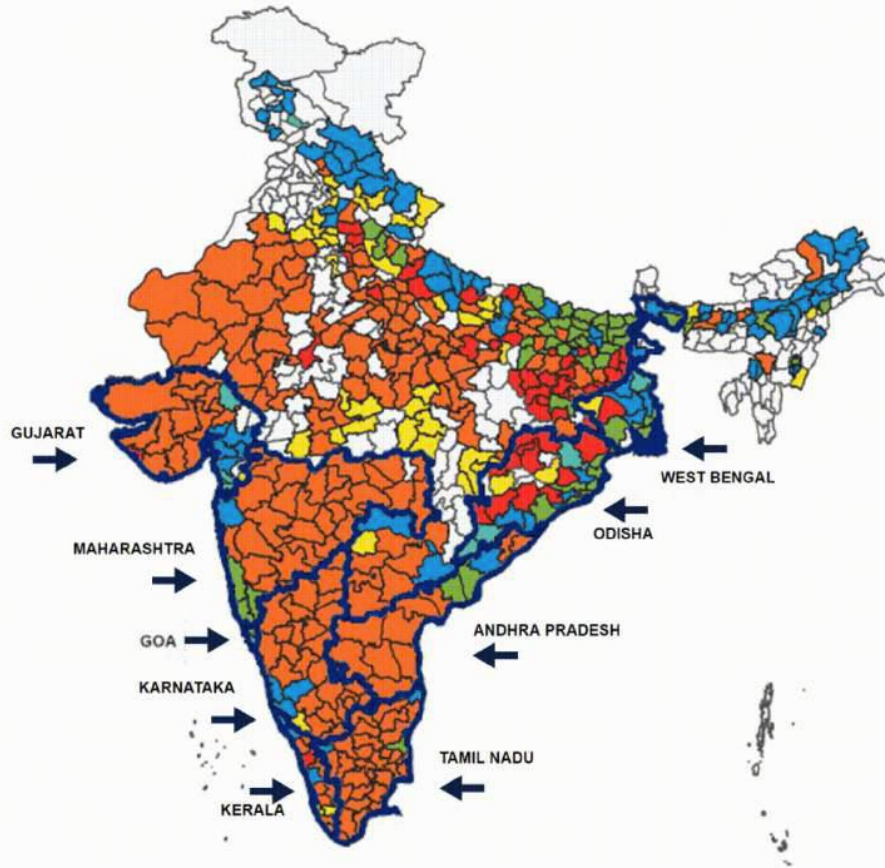 GUJARAT
WEST BENGAL
ODISHA
MAHARASHTRA
ANDHRA PRADESH
GOA
KARNATAKA
TAMIL NADU
KERALA